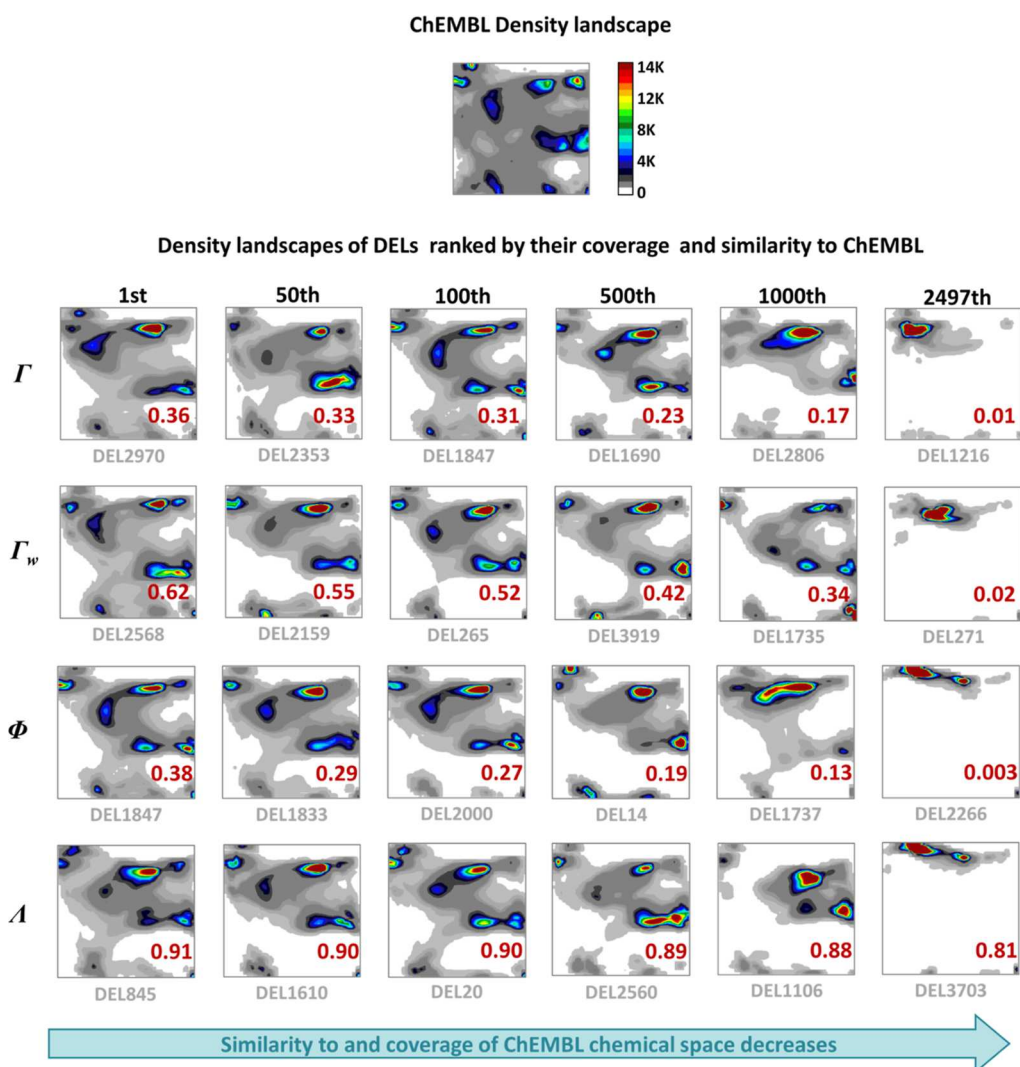 ChEMBL Density landscape
14K
12K
8K
4K
0
Density landscapes of DELs ranked by their coverage and similarity to ChEMBL
1st 50th 100th 500th 1000th 2497th
Γ
0.36 0.33 0.31 0.23 0.17 0.01
DEL2970 DEL2353 DEL1847 DEL1690 DEL2806 DEL1216
Γw
0.62 0.55 0.52 0.42 0.34 0.02
DEL2568 DEL2159 DEL265 DEL3919 DEL1735 DEL271
Φ
0.38 0.29 0.27 0.19 0.13 0.003
DEL1847 DEL1833 DEL2000 DEL14 DEL1737 DEL2266
Λ
0.91 0.90 0.90 0.89 0.88 0.81
DEL845 DEL1610 DEL20 DEL2560 DEL1106 DEL3703
Similarity to and coverage of ChEMBL chemical space decreases